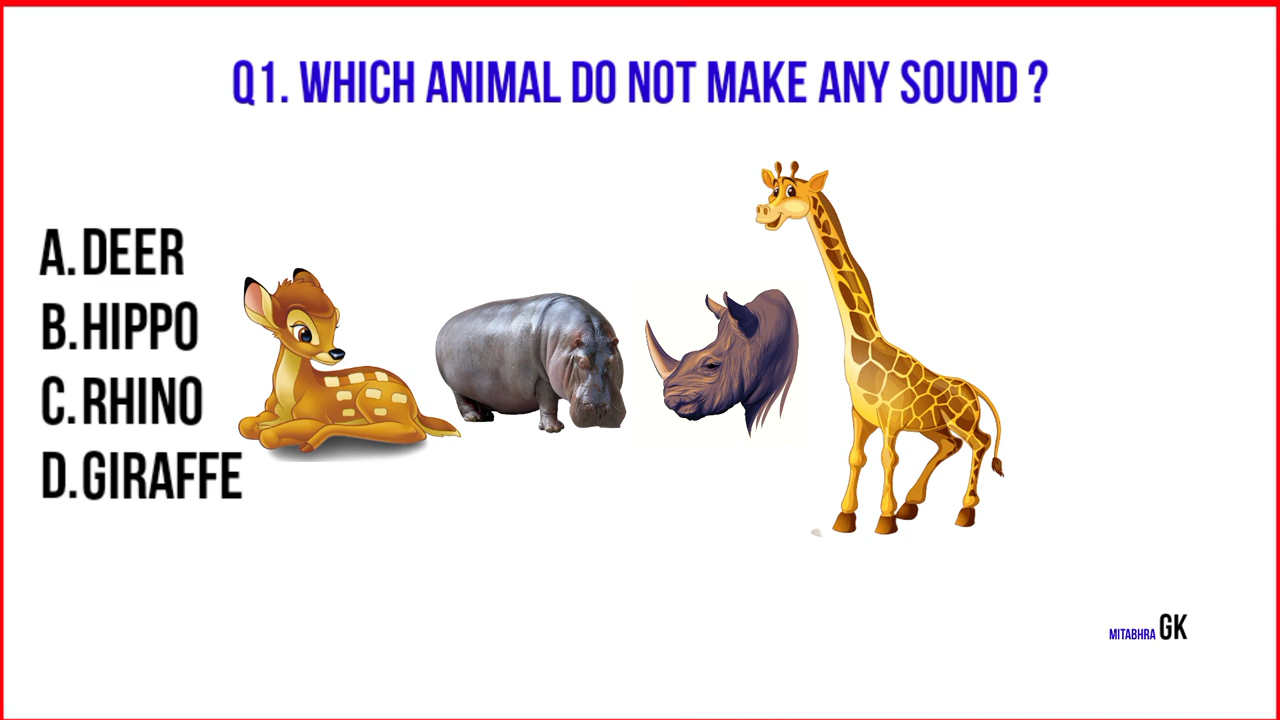 Q1. WHICH ANIMAL DO NOT MAKE ANY SOUND ?
A. DEER
B. HIPPO
C. RHINO
D. GIRAFFE
MITABHRA GK